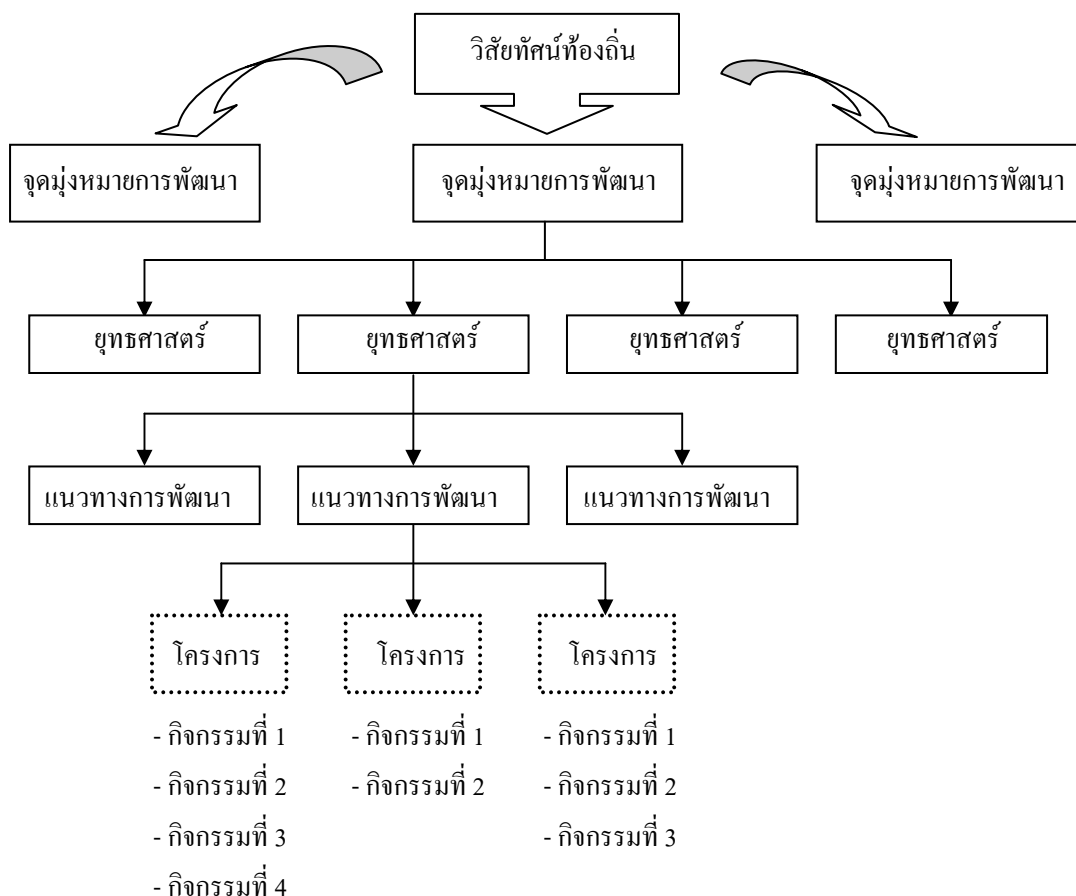 วิสัยทัศน์ท้องถิ่น
จุดมุ่งหมายการพัฒนา
จุดมุ่งหมายการพัฒนา
จุดมุ่งหมายการพัฒนา
ยุทธศาสตร์
ยุทธศาสตร์
ยุทธศาสตร์
ยุทธศาสตร์
แนวทางการพัฒนา
แนวทางการพัฒนา
แนวทางการพัฒนา
โครงการ
- กิจกรรมที่ 1
- กิจกรรมที่ 2
- กิจกรรมที่ 3
- กิจกรรมที่ 4
โครงการ
- กิจกรรมที่ 1
- กิจกรรมที่ 2
โครงการ
- กิจกรรมที่ 1
- กิจกรรมที่ 2
- กิจกรรมที่ 3